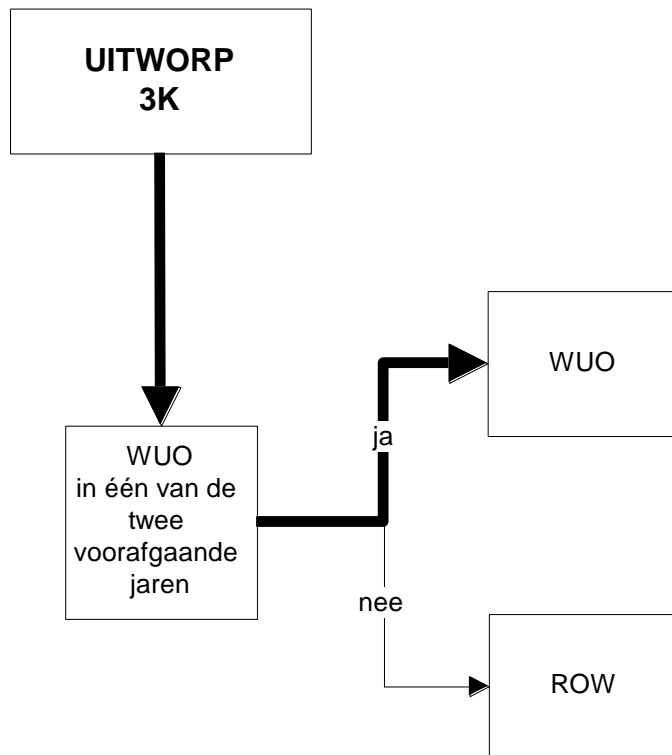 UITWORP
3K
WUO
ja
WUO
in één van de
twee
voorafgaande
jaren
nee
ROW